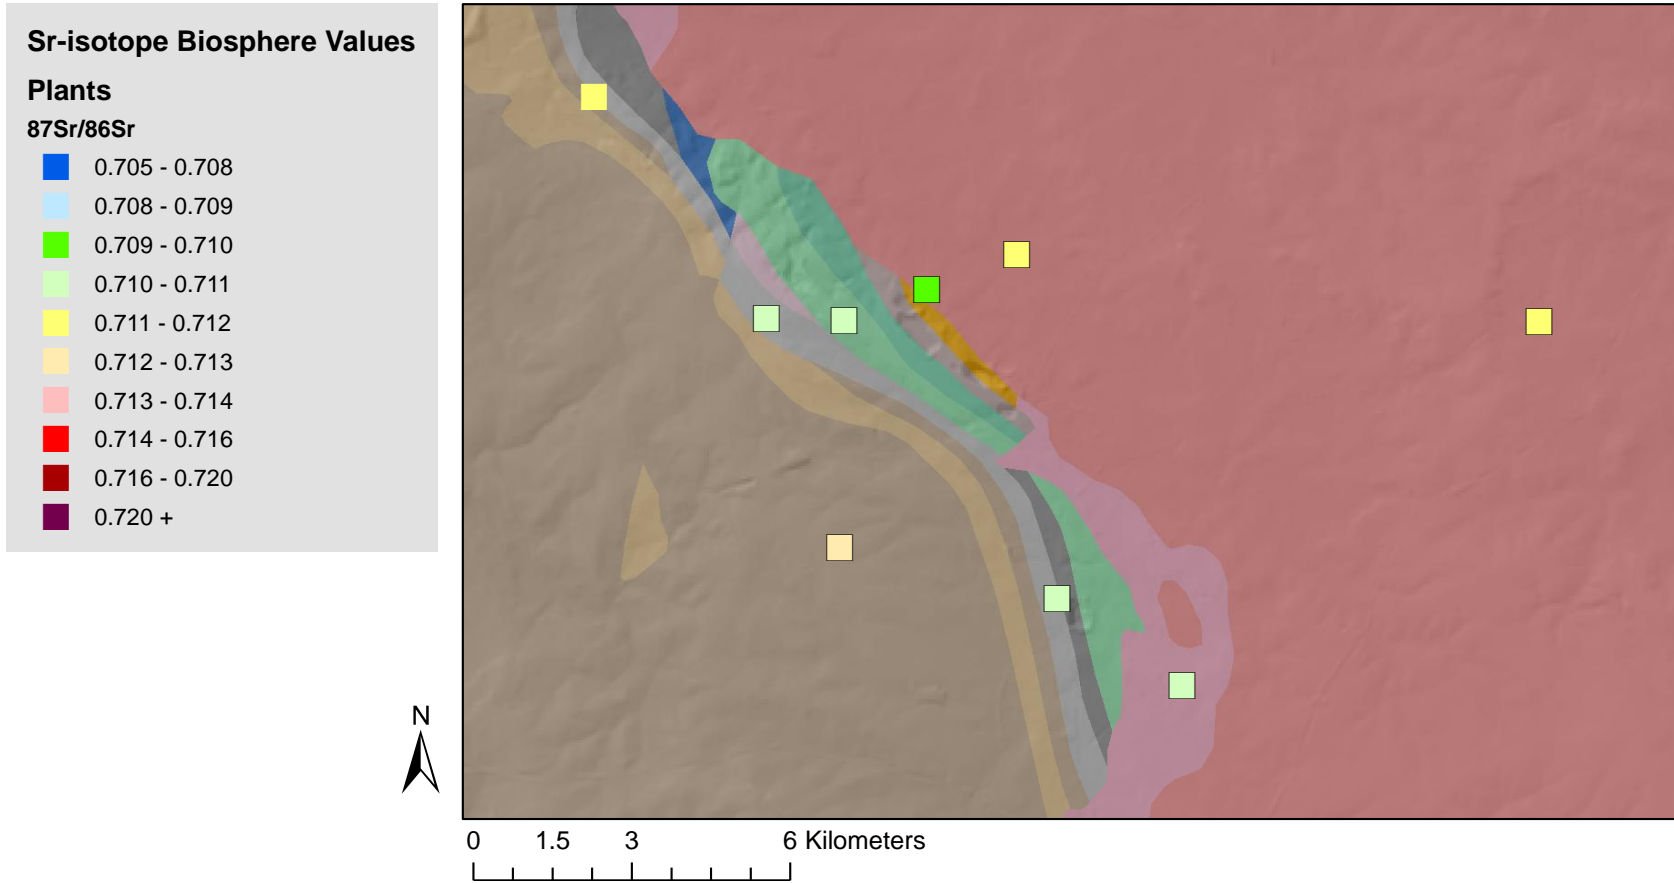 Sr-isotope Biosphere Values
Plants
87Sr/86Sr
0.705 - 0.708
0.708 - 0.709
0.709 - 0.710
0.710 - 0.711
0.711 - 0.712
0.712 - 0.713
0.713 - 0.714
0.714 - 0.716
0.716 - 0.720
0.720 +
N
0 1.5 3 6 Kilometers